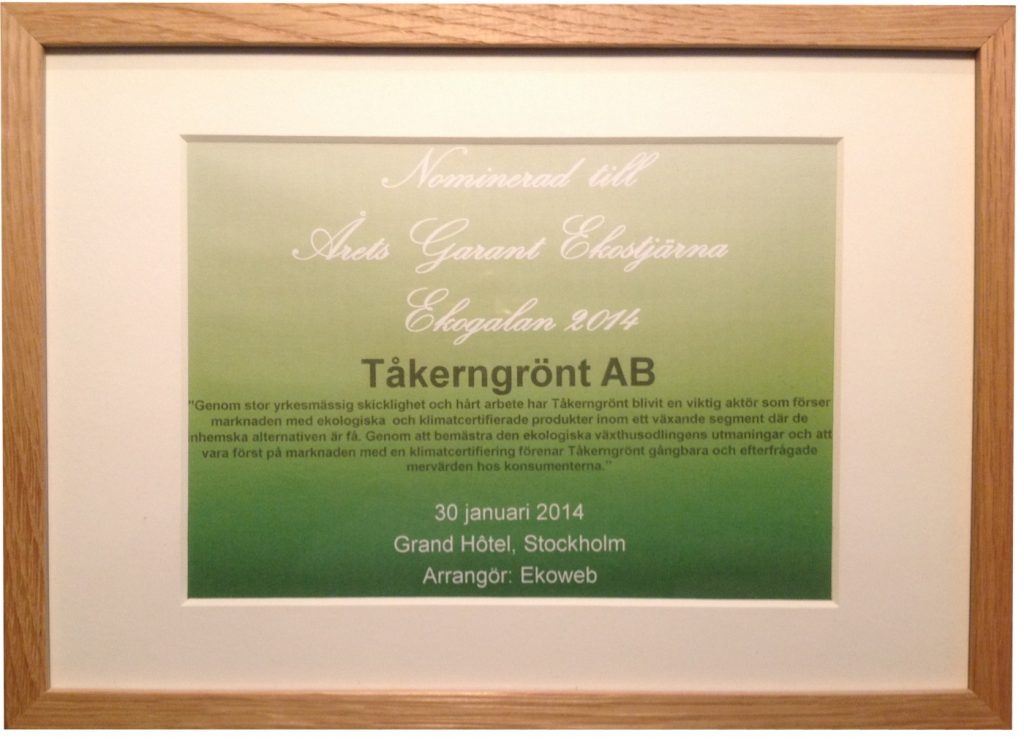 Nominerad till
Årets Garant Ekostjärna
Ekogalan 2014
Tåkerngrönt AB
"Genom stor yrkesmässig skicklighet och hårt arbete har Tåkerngrönt blivit en viktig aktör som förser
marknaden med ekologiska och klimatcertifierade produkter inom ett växande segment där de
nhemska alternativen är få. Genom att bemästra den ekologiska växthusodlingens utmaningar och att
vara först på marknaden med en klimatcertifiering förenar Tåkerngrönt gångbara och efterfrågade
mervärden hos konsumenterna."
30 januari 2014
Grand Hôtel, Stockholm
Arrangör: Ekoweb